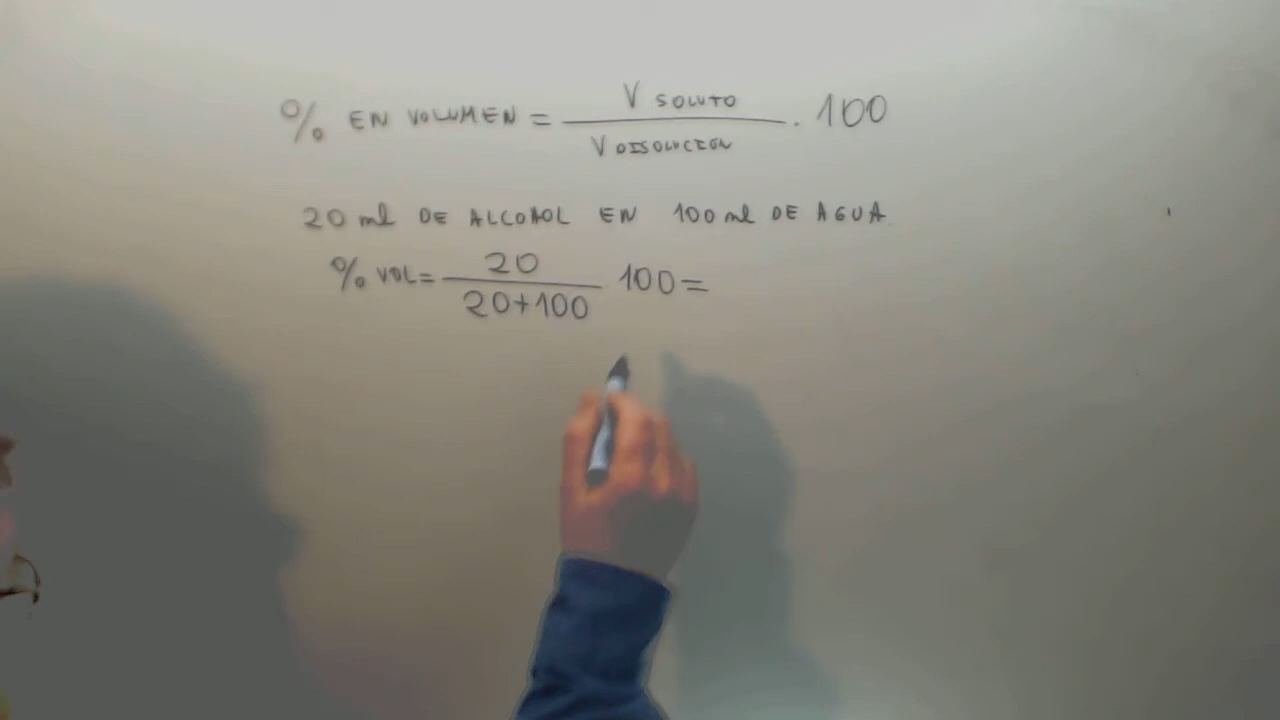 % EN VOLUMEN = V SOLUTO / V DISOLUCION . 100
20 ml DE ALCOHOL EN 100 ml DE AGUA
% VOL = 20 / 20+100 . 100 =